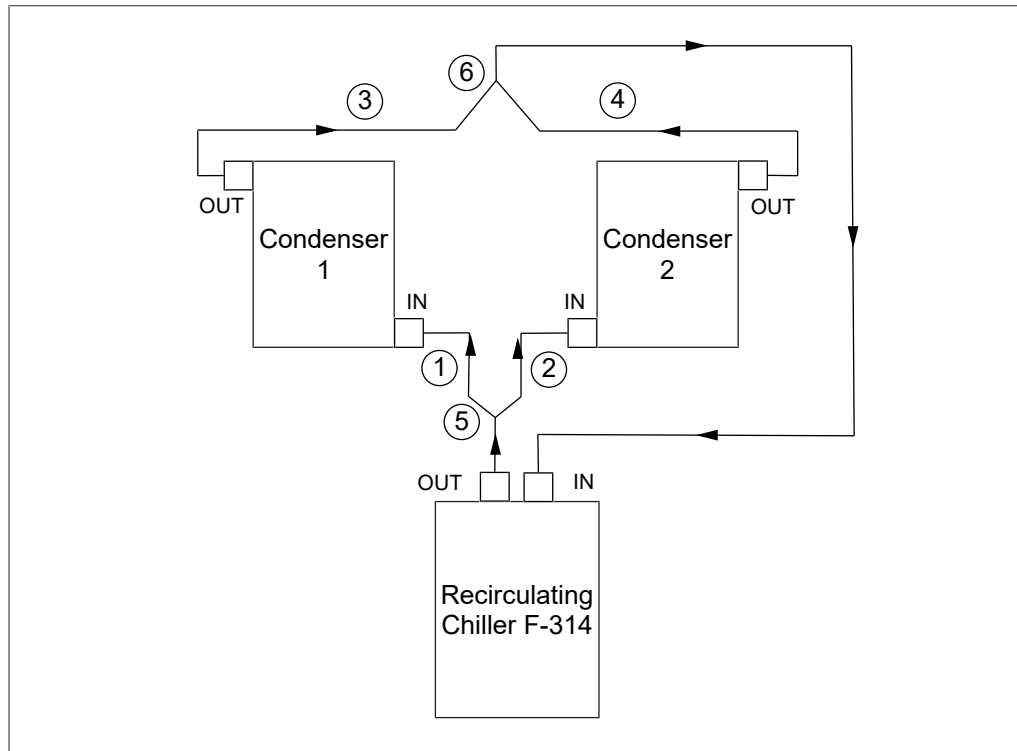 6
3
4
OUT
OUT
Condenser
1
Condenser
2
IN
IN
1
2
5
OUT
IN
Recirculating
Chiller F-314